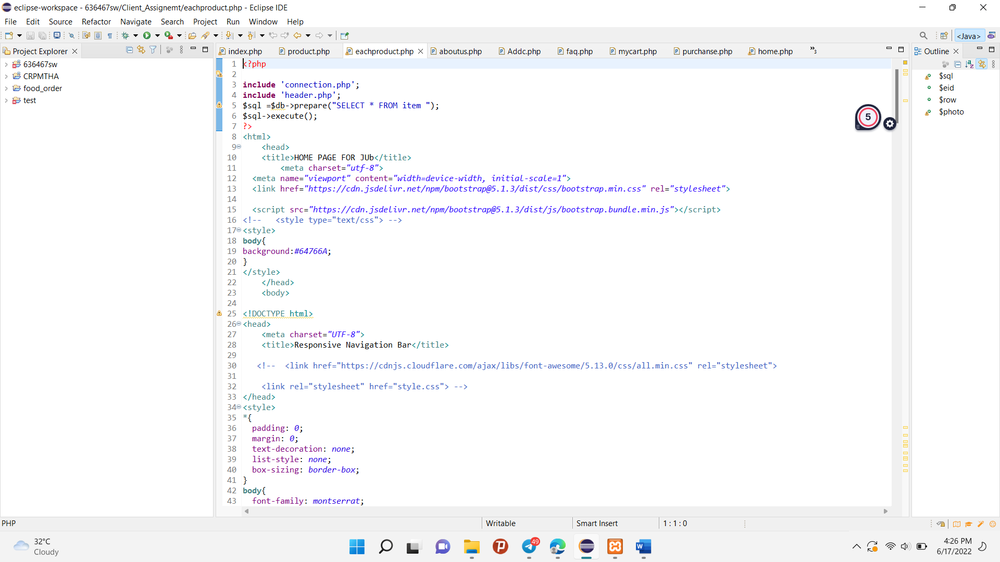 eclipse-workspace - 636467sw/Client_Assignemt/eachproduct.php - Eclipse IDE
File Edit Source Refactor Navigate Search Project Run Window Help
<Java>
Project Explorer
index.php product.php eachproduct.php aboutus.php Addc.php faq.php mycart.php purchanse.php home.php »3
Outline
636467sw
CRPMTHA
food_order
test
1 <?php
2
3 include 'connection.php';
4 include 'header.php';
5 $sql =$db->prepare("SELECT * FROM item ");
6 $sql->execute();
7 ?>
8 <html>
9 <head>
10 <title>HOME PAGE FOR JUb</title>
11 <meta charset="utf-8">
12 <meta name="viewport" content="width=device-width, initial-scale=1">
13 <link href="https://cdn.jsdelivr.net/npm/bootstrap@5.1.3/dist/css/bootstrap.min.css" rel="stylesheet">
14
15 <script src="https://cdn.jsdelivr.net/npm/bootstrap@5.1.3/dist/js/bootstrap.bundle.min.js"></script>
16 <!-- <style type="text/css"> -->
17 <style>
18 body{
19 background:#64766A;
20 }
21 </style>
22 </head>
23 <body>
24
25 <!DOCTYPE html>
26 <head>
27 <meta charset="UTF-8">
28 <title>Responsive Navigation Bar</title>
29
30 <!-- <link href="https://cdnjs.cloudflare.com/ajax/libs/font-awesome/5.13.0/css/all.min.css" rel="stylesheet">
31
32 <link rel="stylesheet" href="style.css"> -->
33 </head>
34 <style>
35 *{
36 padding: 0;
37 margin: 0;
38 text-decoration: none;
39 list-style: none;
40 box-sizing: border-box;
41 }
42 body{
43 font-family: montserrat;
5
$sql
$eid
$row
$photo
PHP
Writable
Smart Insert
1 : 1 : 0
32°C
Cloudy
49
4:26 PM
6/17/2022